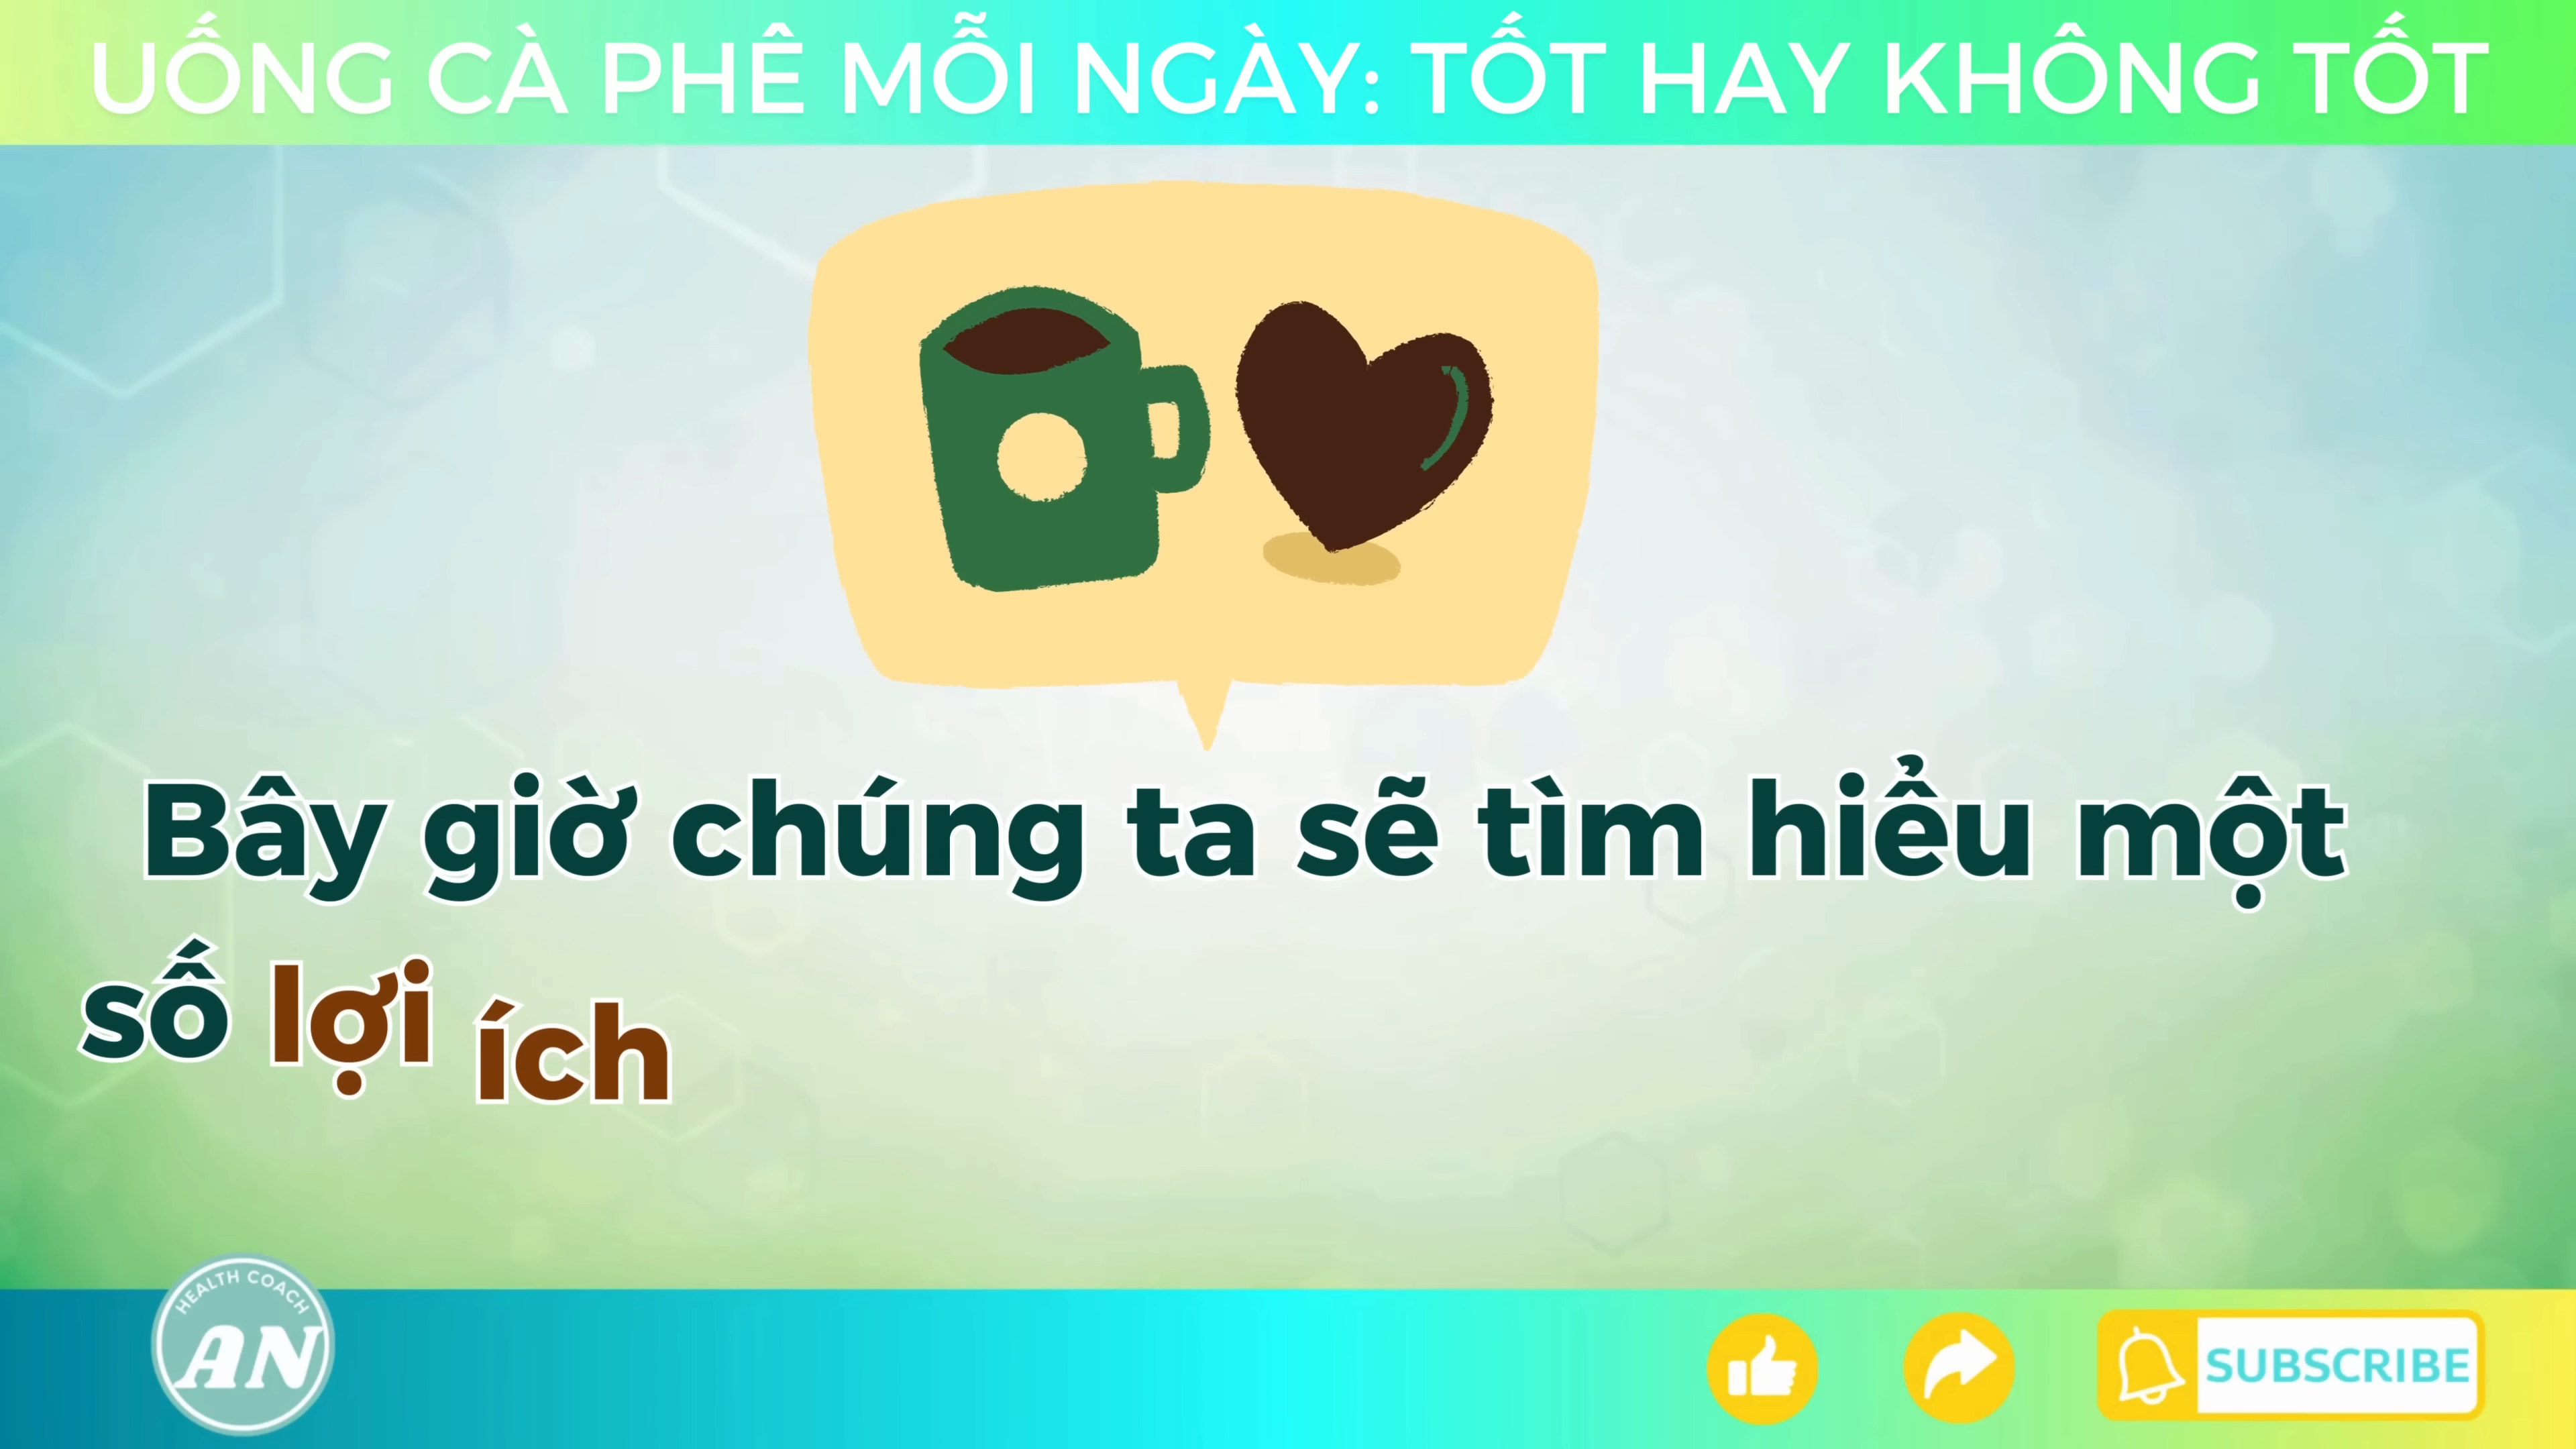 UỐNG CÀ PHÊ MỖI NGÀY: TỐT HAY KHÔNG TỐT
Bây giờ chúng ta sẽ tìm hiểu một
số lợi ích
HEALTH COACH
AN
SUBSCRIBE